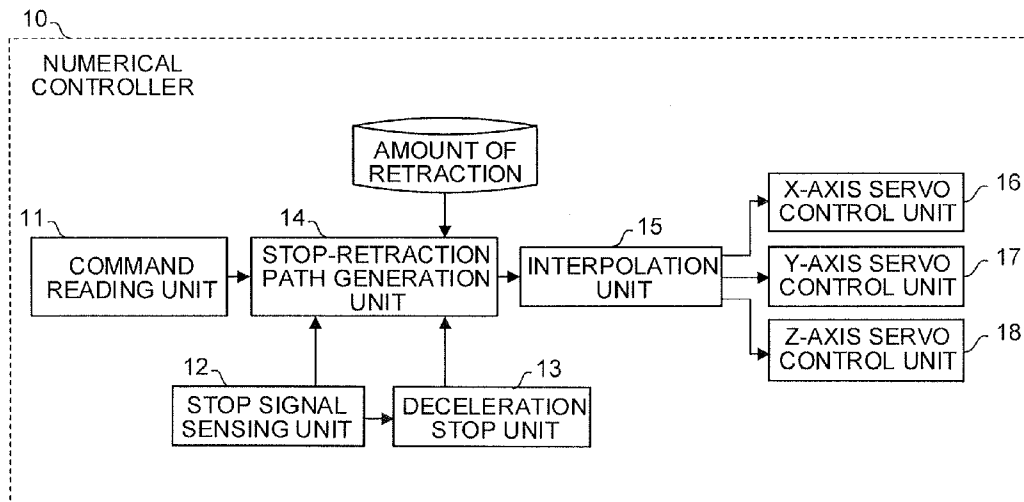 10
NUMERICAL
CONTROLLER
AMOUNT OF
RETRACTION
11
COMMAND
READING UNIT
14
STOP-RETRACTION
PATH GENERATION
UNIT
15
INTERPOLATION
UNIT
X-AXIS SERVO
CONTROL UNIT
16
Y-AXIS SERVO
CONTROL UNIT
17
Z-AXIS SERVO
CONTROL UNIT
18
12
STOP SIGNAL
SENSING UNIT
13
DECELERATION
STOP UNIT